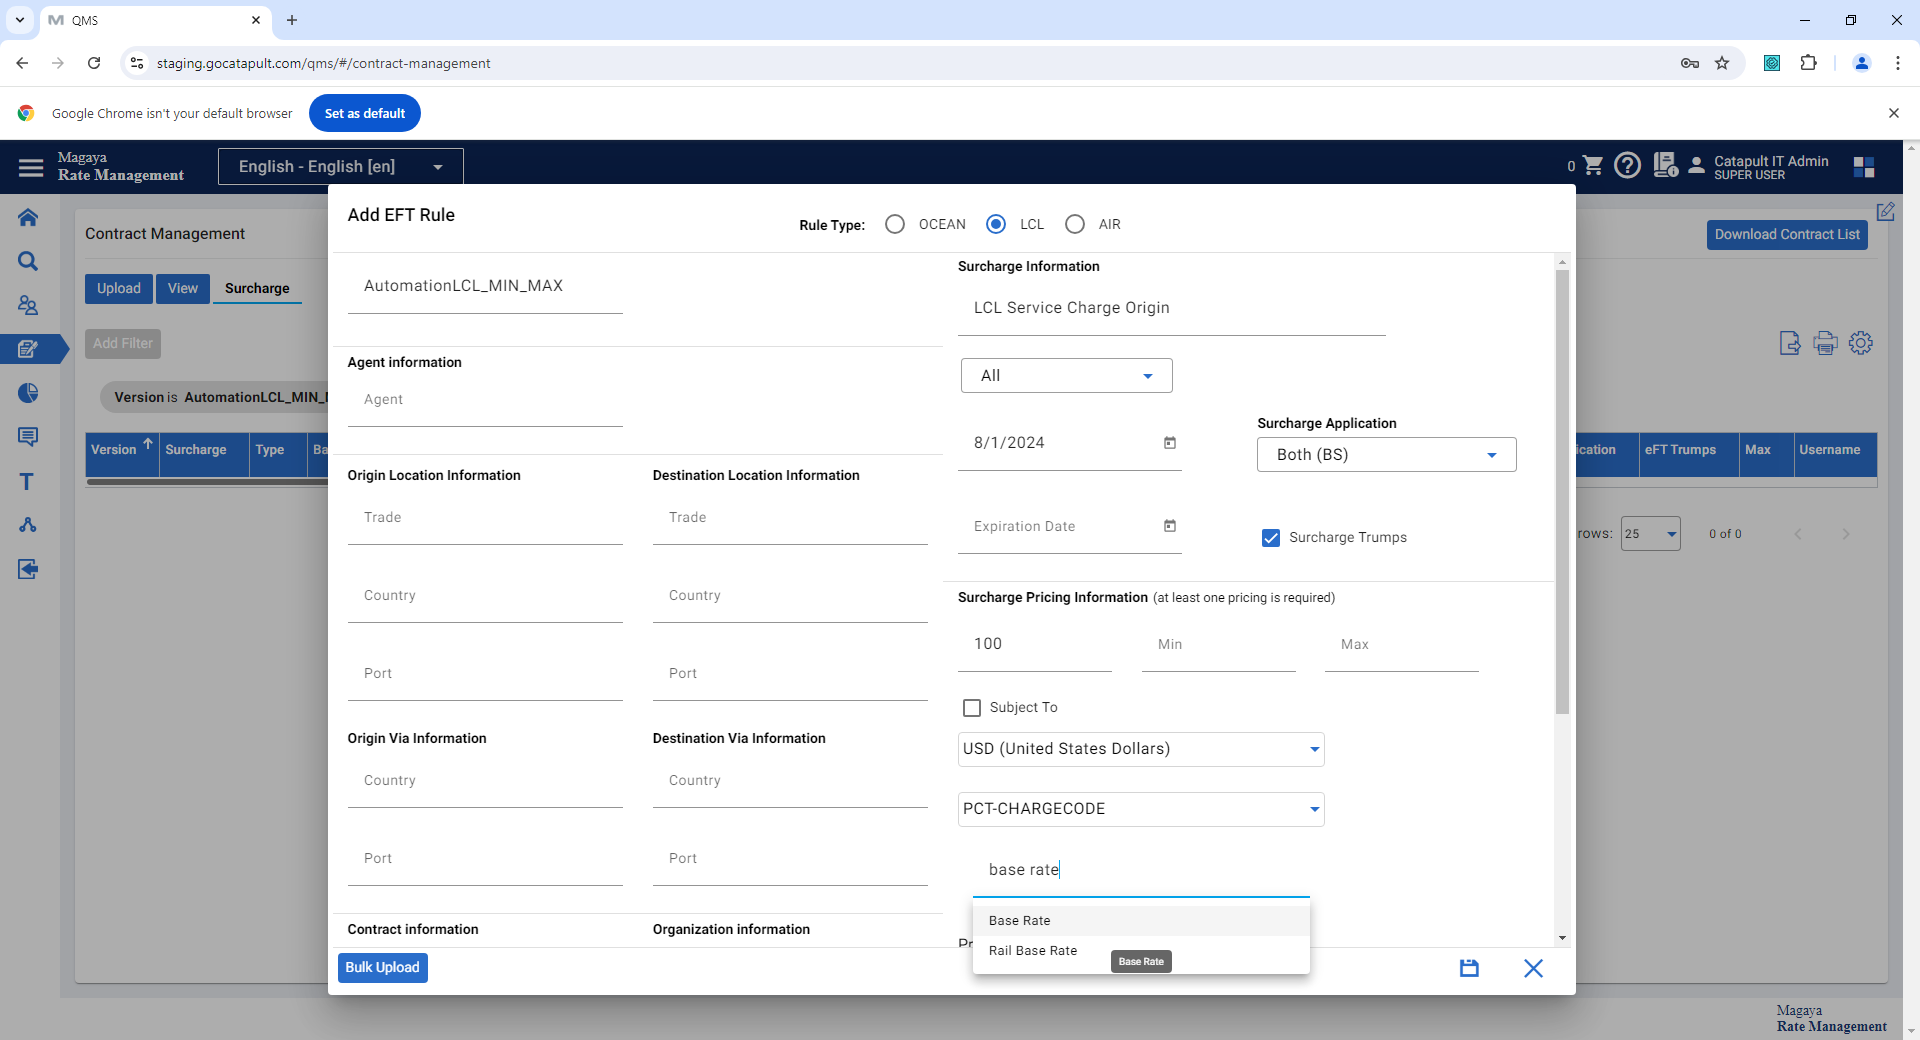 QMS
staging.gocatapult.com/qms/#/contract-management
Google Chrome isn't your default browser
Set as default
Magaya
Rate Management
English - English [en]
0
Catapult IT Admin
SUPER USER
Contract Management
Download Contract List
Upload
View
Surcharge
Add Filter
Version is AutomationLCL_MIN_
Version
Surcharge
Type
Ba
ication
eFT Trumps
Max
Username
rows:
25
0 of 0
Add EFT Rule
Rule Type:
OCEAN
LCL
AIR
AutomationLCL_MIN_MAX
Agent information
Agent
Origin Location Information
Destination Location Information
Trade
Trade
Country
Country
Port
Port
Origin Via Information
Destination Via Information
Country
Country
Port
Port
Contract information
Organization information
Surcharge Information
LCL Service Charge Origin
All
8/1/2024
Surcharge Application
Both (BS)
Expiration Date
Surcharge Trumps
Surcharge Pricing Information (at least one pricing is required)
100
Min
Max
Subject To
USD (United States Dollars)
PCT-CHARGECODE
base rate
Base Rate
Rail Base Rate
Base Rate
Bulk Upload
Magaya
Rate Management